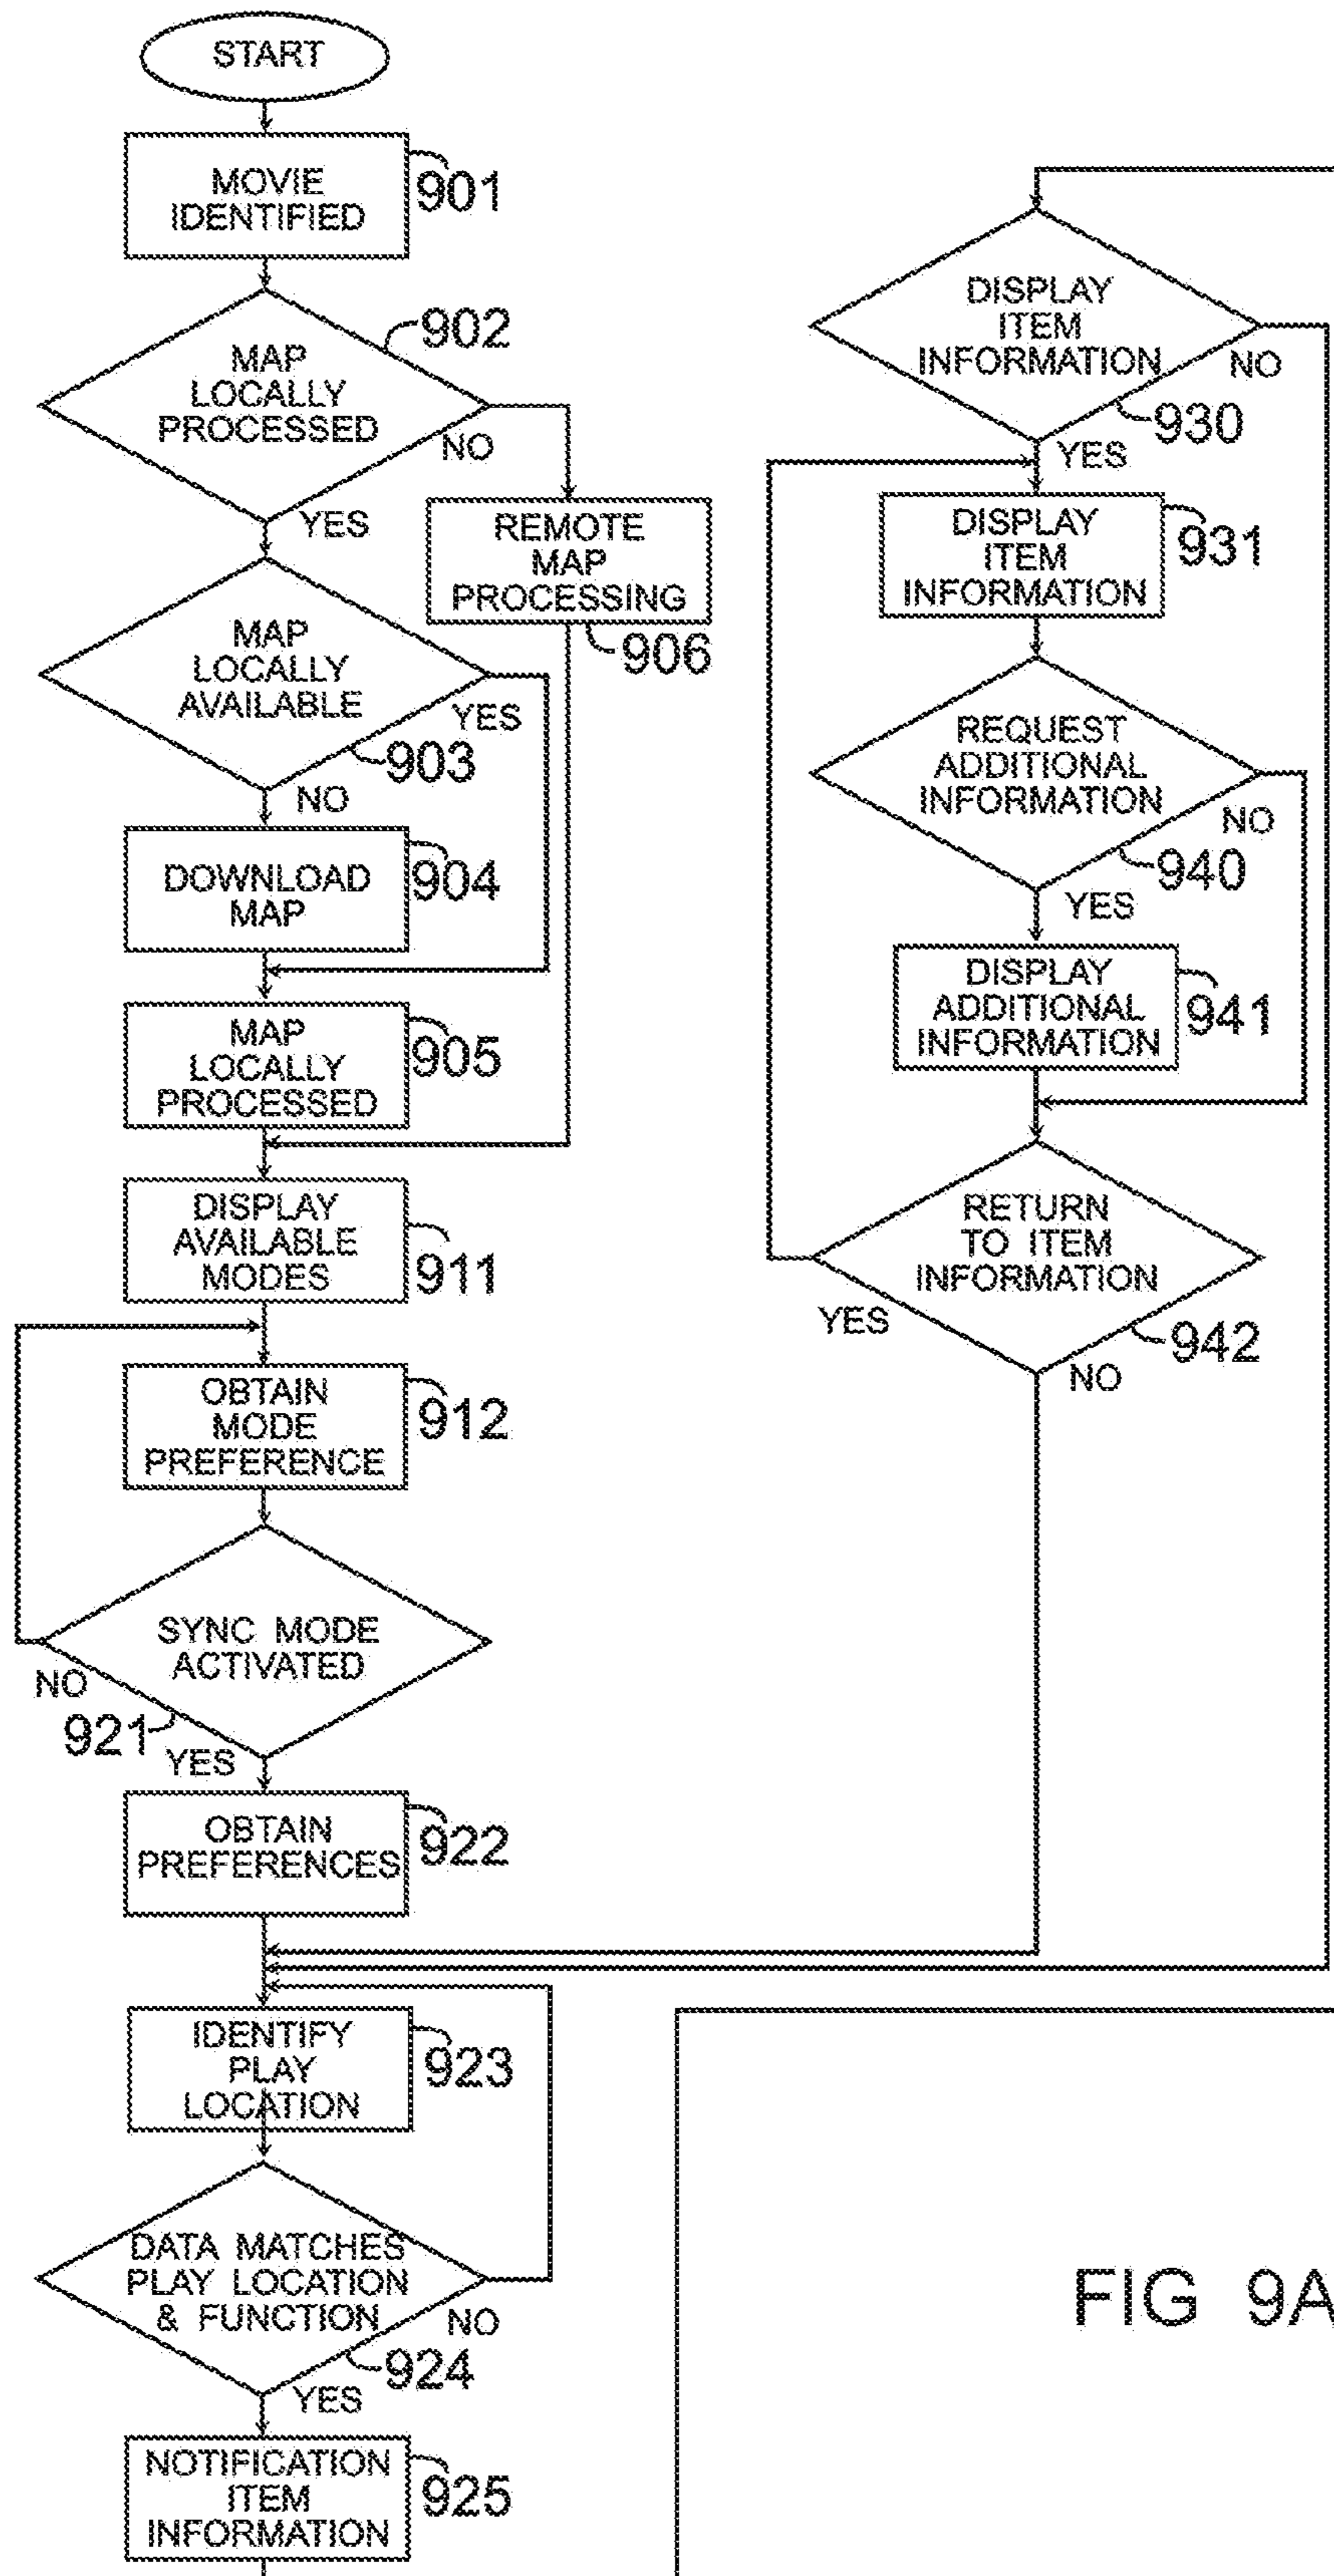 START
MOVIE
IDENTIFIED
901
MAP
LOCALLY
PROCESSED
902
NO
YES
REMOTE
MAP
PROCESSING
906
MAP
LOCALLY
AVAILABLE
YES
903
NO
DOWNLOAD
MAP
904
MAP
LOCALLY
PROCESSED
905
DISPLAY
AVAILABLE
MODES
911
OBTAIN
MODE
PREFERENCE
912
SYNC MODE
ACTIVATED
NO
921
YES
OBTAIN
PREFERENCES
922
IDENTIFY
PLAY
LOCATION
923
DATA MATCHES
PLAY LOCATION
& FUNCTION
NO
924
YES
NOTIFICATION
ITEM
INFORMATION
925
DISPLAY
ITEM
INFORMATION
NO
930
YES
DISPLAY
ITEM
INFORMATION
931
REQUEST
ADDITIONAL
INFORMATION
NO
940
YES
DISPLAY
ADDITIONAL
INFORMATION
941
RETURN
TO ITEM
INFORMATION
YES
942
NO
FIG 9A